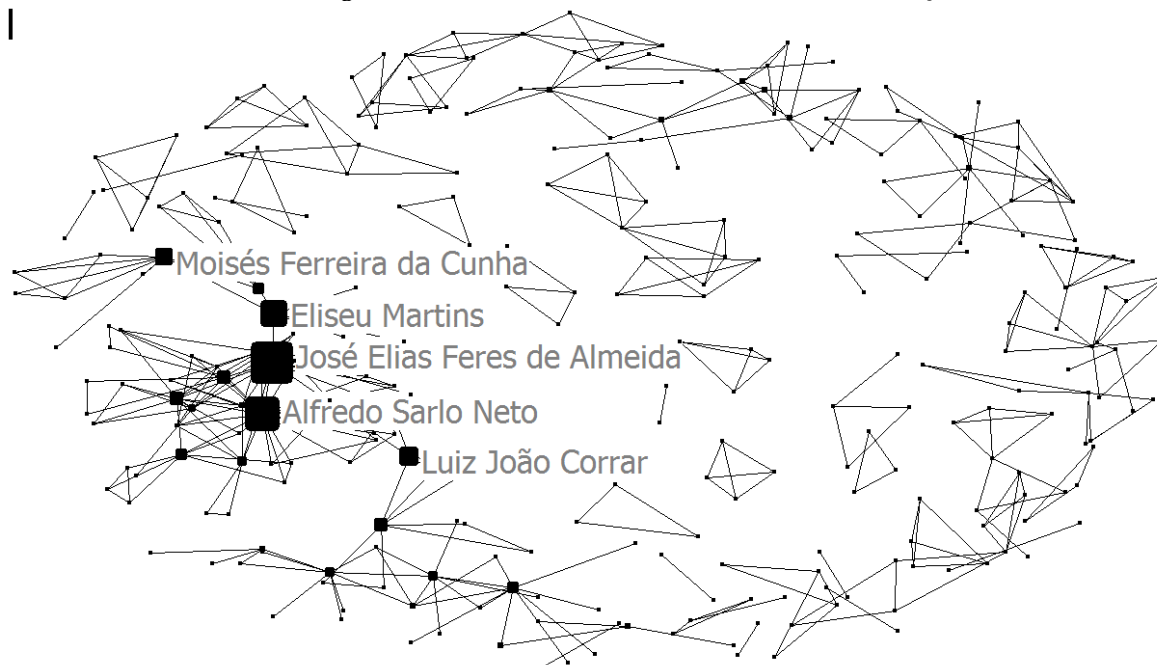 Moisés Ferreira da Cunha
Eliseu Martins
José Elias Feres de Almeida
Alfredo Sarlo Neto
Luiz João Corrar